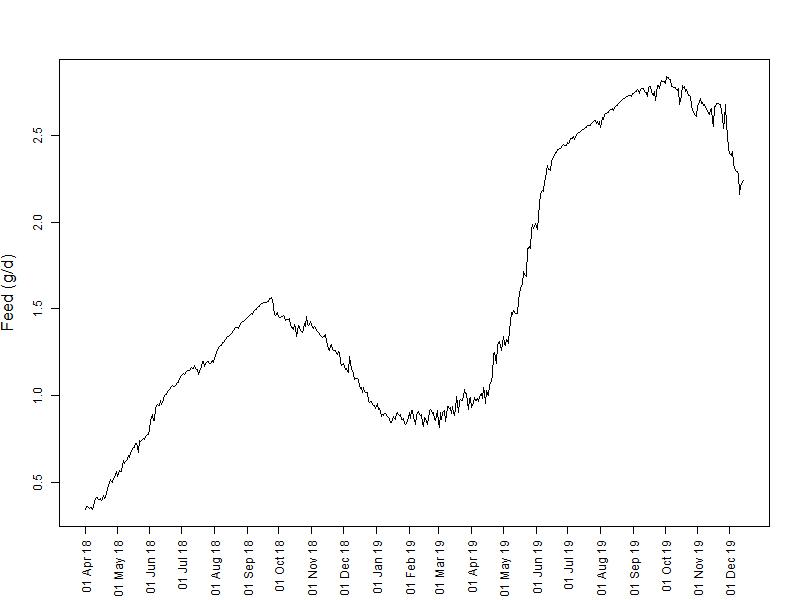 Feed (g/d)
2.5
2.0
1.5
1.0
0.5
01 Apr 18
01 May 18
01 Jun 18
01 Jul 18
01 Aug 18
01 Sep 18
01 Oct 18
01 Nov 18
01 Dec 18
01 Jan 19
01 Feb 19
01 Mar 19
01 Apr 19
01 May 19
01 Jun 19
01 Jul 19
01 Aug 19
01 Sep 19
01 Oct 19
01 Nov 19
01 Dec 19